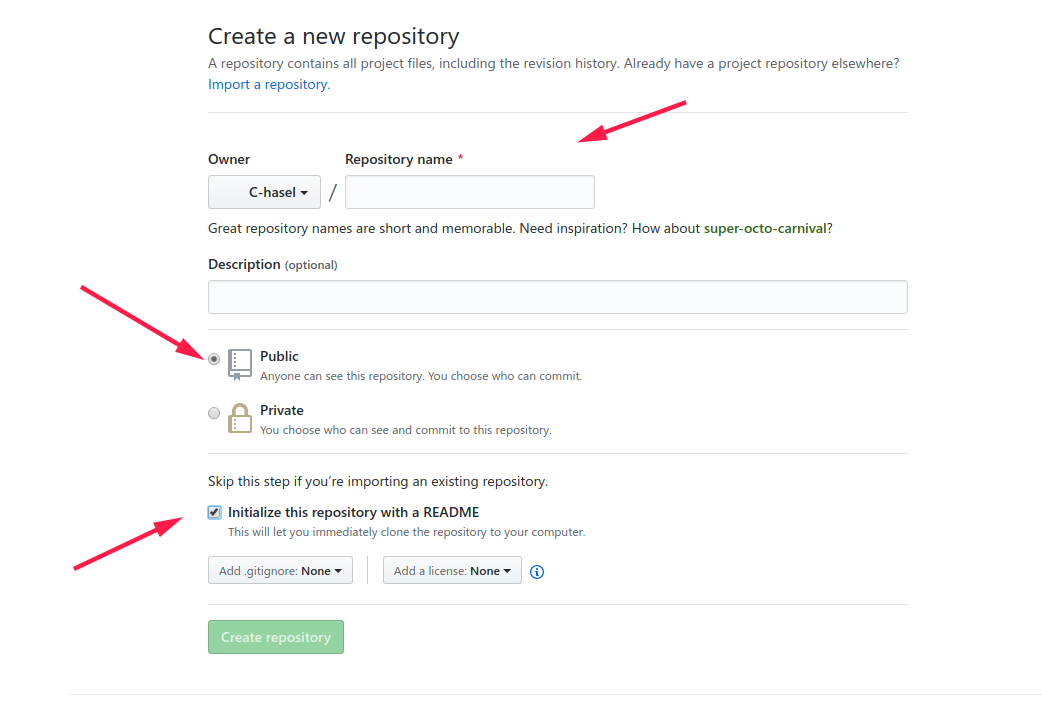 Create a new repository
A repository contains all project files, including the revision history. Already have a project repository elsewhere?
Import a repository.
Owner
Repository name *
C-hasel
/
Great repository names are short and memorable. Need inspiration? How about super-octo-carnival?
Description (optional)
Public
Anyone can see this repository. You choose who can commit.
Private
You choose who can see and commit to this repository.
Skip this step if you’re importing an existing repository.
Initialize this repository with a README
This will let you immediately clone the repository to your computer.
Add .gitignore: None
Add a license: None
Create repository